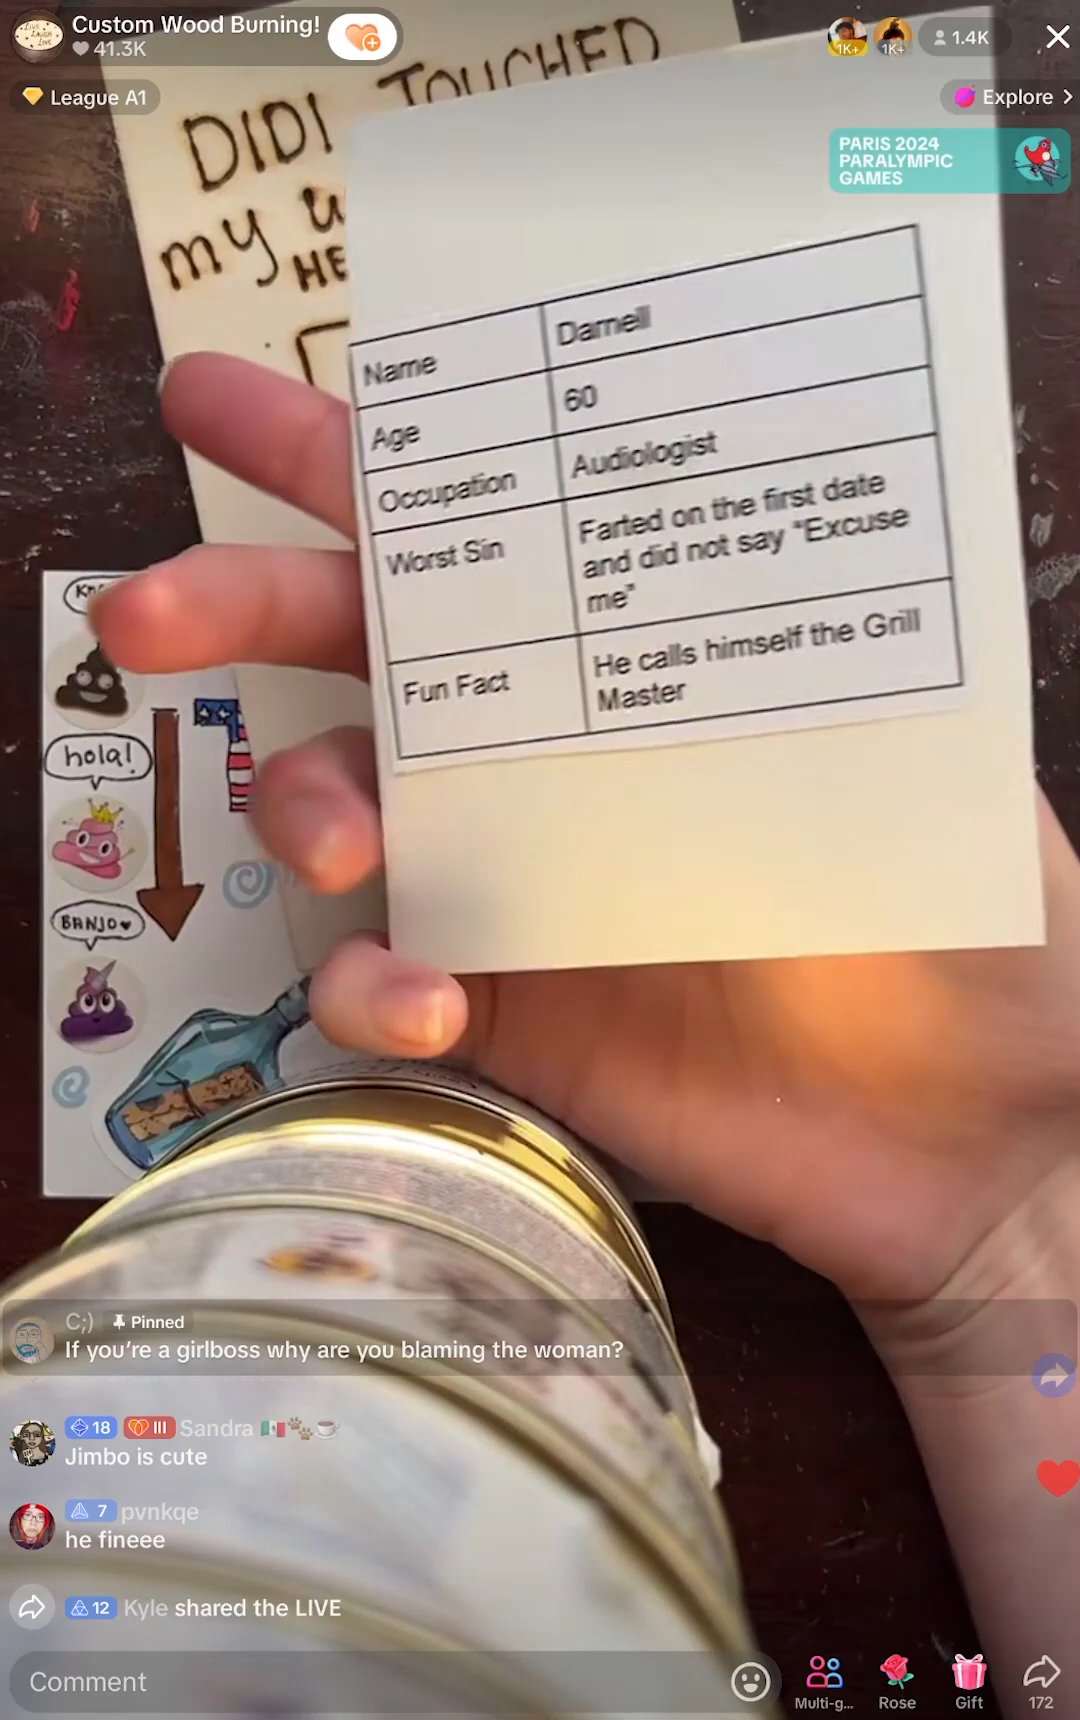 Custom Wood Burning!
41.3K
1K+
1K+
1.4K
League A1
Explore
PARIS 2024
PARALYMPIC
GAMES
DIDI TOUCHED
my
HE
Name
Darnell
Age
60
Occupation
Audiologist
Worst Sin
Farted on the first date
and did not say "Excuse
me"
Fun Fact
He calls himself the Grill
Master
hola!
BANJO
C;) Pinned
If you're a girlboss why are you blaming the woman?
18 III Sandra
Jimbo is cute
7 pvnkqe
he fineee
12 Kyle shared the LIVE
Comment
Multi-g...
Rose
Gift
172